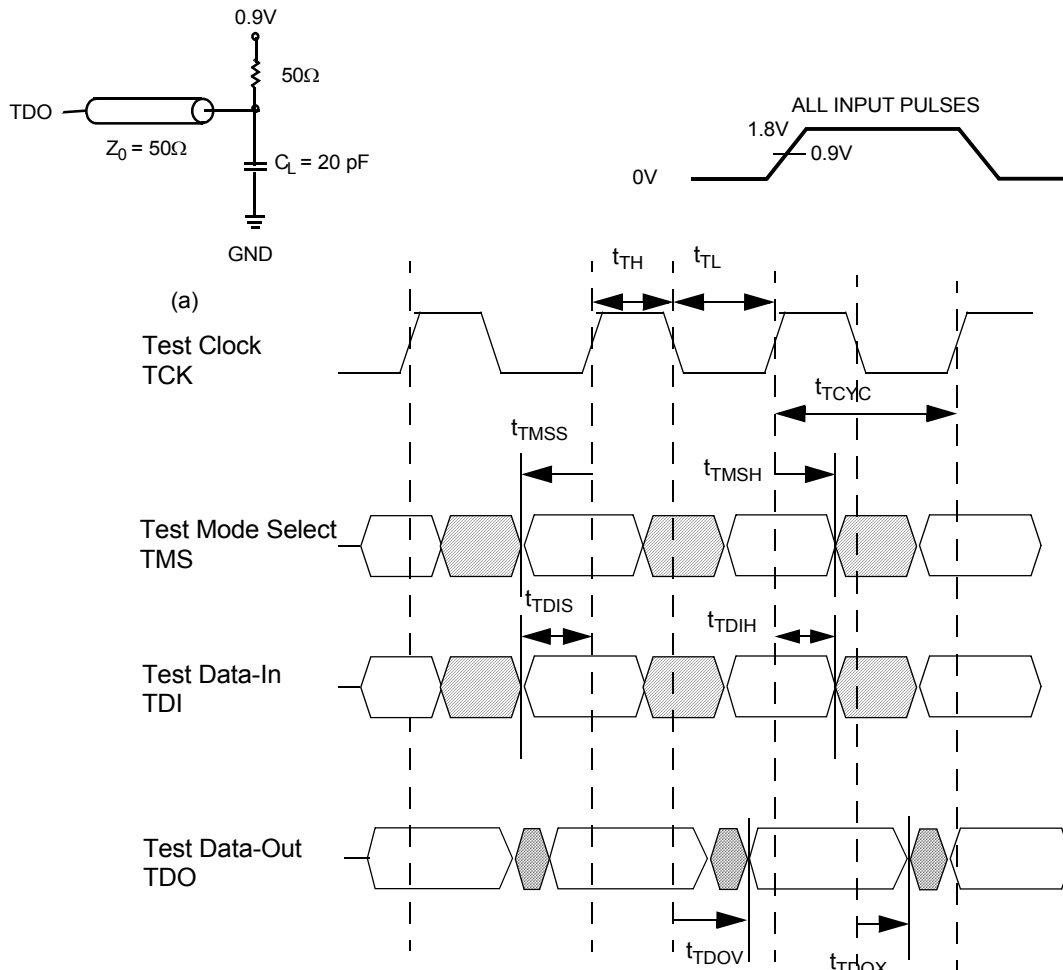 0.9V
50Ω
TDO
Z0 = 50Ω
CL = 20 pF
GND
ALL INPUT PULSES
1.8V
0.9V
0V
(a)
tTH
tTL
Test Clock
TCK
tTCYC
tTMSS
tTMSH
Test Mode Select
TMS
tTDIS
tTDIH
Test Data-In
TDI
Test Data-Out
TDO
tTDOV
tTDOX